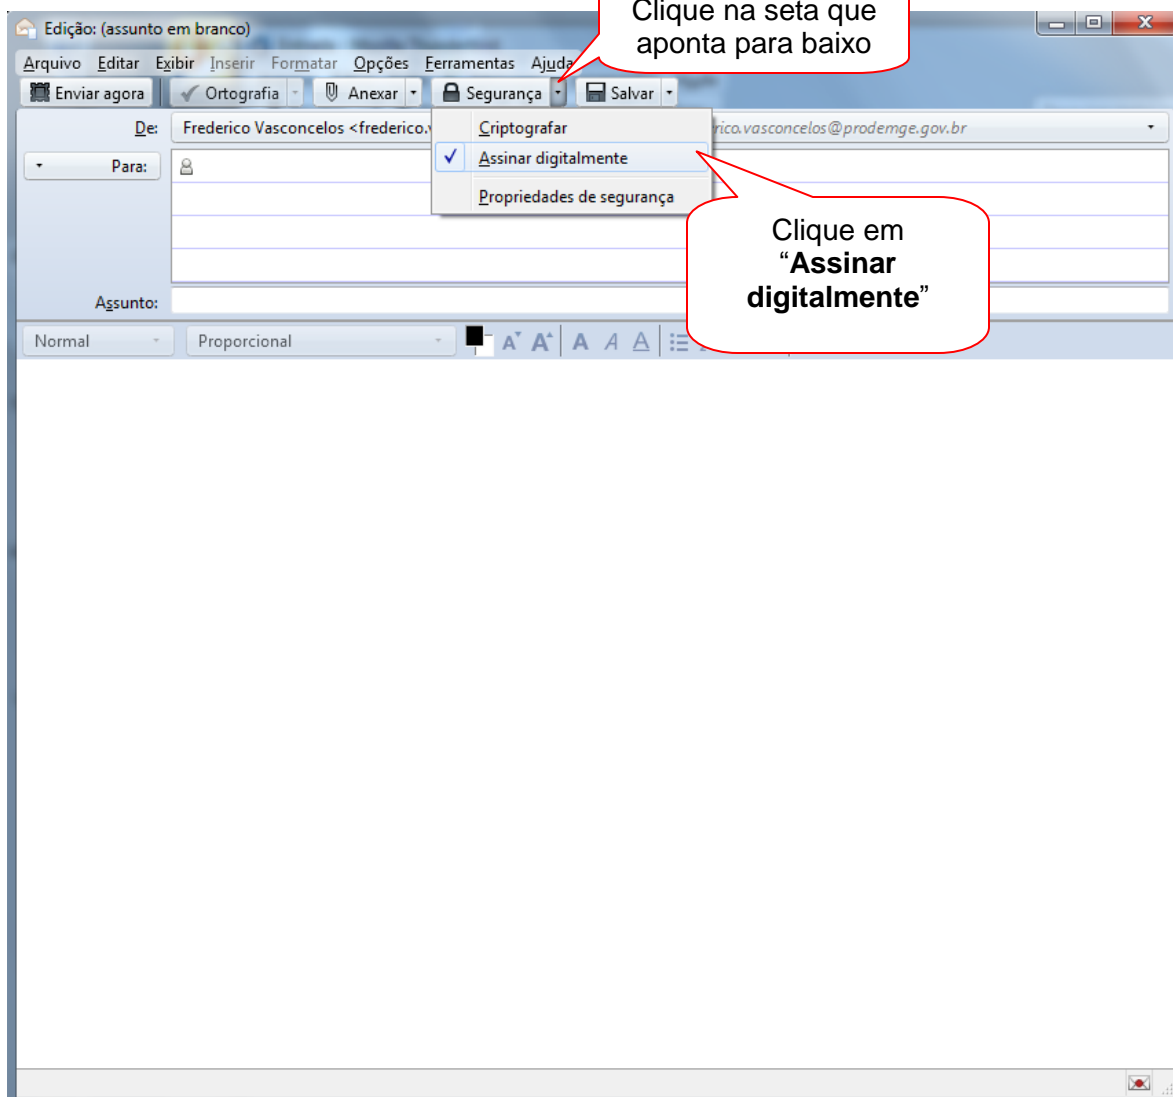 Clique na seta que
aponta para baixo
Edição: (assunto em branco)
Arquivo Editar Exibir Inserir Formatar Opções Ferramentas Ajuda
Enviar agora Ortografia Anexar Segurança Salvar
De: Frederico Vasconcelos <frederico. rico.vasconcelos@prodemge.gov.br
Criptografar
Para: Assinar digitalmente
Propriedades de segurança
Clique em
“Assinar
digitalmente”
Assunto:
Normal Proporcional A A A A A